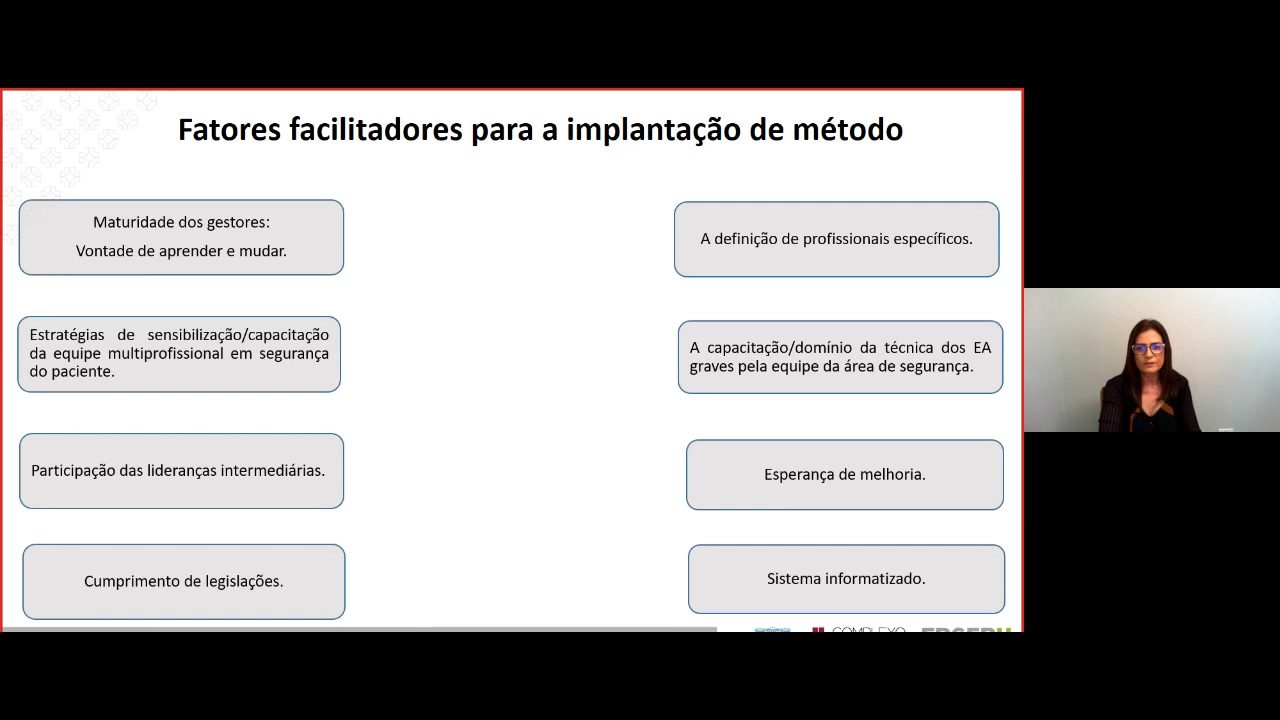 Fatores facilitadores para a implantação de método
Maturidade dos gestores:
Vontade de aprender e mudar.
A definição de profissionais específicos.
Estratégias de sensibilização/capacitação
da equipe multiprofissional em segurança
do paciente.
A capacitação/domínio da técnica dos EA
graves pela equipe da área de segurança.
Participação das lideranças intermediárias.
Esperança de melhoria.
Cumprimento de legislações.
Sistema informatizado.
COMPLEXO
EBSERH